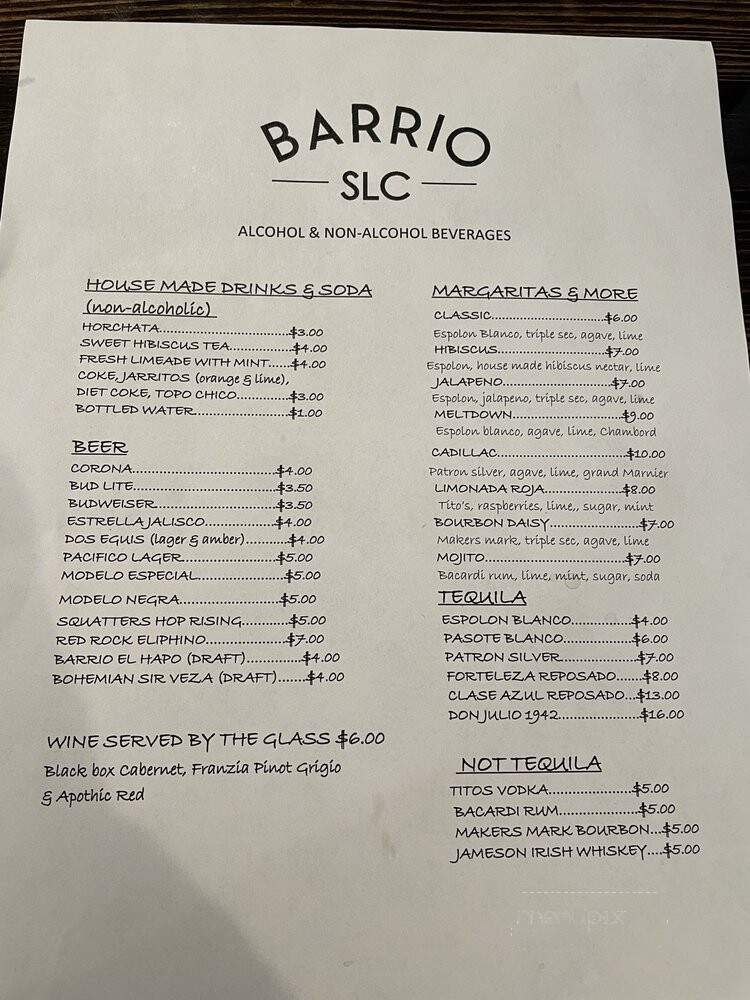 BARRIO
SLC
ALCOHOL & NON-ALCOHOL BEVERAGES
HOUSE MADE DRINKS & SODA
(non-alcoholic)
HORCHATA..............................$3.00
SWEET HIBISCUS TEA...............$4.00
FRESH LIMEADE WITH MINT......$4.00
COKE, JARRITOS (orange & lime),
DIET COKE, TOPO CHICO............$3.00
BOTTLED WATER.....................$1.00
BEER
CORONA.................................$4.00
BUD LITE.................................$3.50
BUDWEISER............................$3.50
ESTRELLA JALISCO.................$4.00
DOS EQUIS (lager & amber)..........$4.00
PACIFICO LAGER.....................$5.00
MODELO ESPECIAL...................$5.00
MODELO NEGRA.......................$5.00
SQUATTERS HOP RISING...........$5.00
RED ROCK ELIPHINO..................$7.00
BARRIO EL HAPO (DRAFT).............$4.00
BOHEMIAN SIR VEZA (DRAFT).......$4.00
WINE SERVED BY THE GLASS $6.00
Black box Cabernet, Franzia Pinot Grigio
& Apothic Red
MARGARITAS & MORE
CLASSIC.................................$6.00
Espolon Blanco, triple sec, agave, lime
HIBISCUS...............................$7.00
Espolon, house made hibiscus nectar, lime
JALAPENO...............................$7.00
Espolon, jalapeno, triple sec, agave, lime
MELTDOWN.............................$9.00
Espolon blanco, agave, lime, Chambord
CADILLAC...............................$10.00
Patron silver, agave, lime, grand Marnier
LIMONADA ROJA.....................$8.00
Tito's, raspberries, lime,, sugar, mint
BOURBON DAISY.......................$7.00
Makers mark, triple sec, agave, lime
MOJITO....................................$7.00
Bacardi rum, lime, mint, sugar, soda
TEQUILA
ESPOLON BLANCO..................$4.00
PASOTE BLANCO....................$6.00
PATRON SILVER.....................$7.00
FORTELEZA REPOSADO.......$8.00
CLASE AZUL REPOSADO...$13.00
DON JULIO 1942.....................$16.00
NOT TEQUILA
TITOS VODKA.....................$5.00
BACARDI RUM....................$5.00
MAKERS MARK BOURBON...$5.00
JAMESON IRISH WHISKEY....$5.00